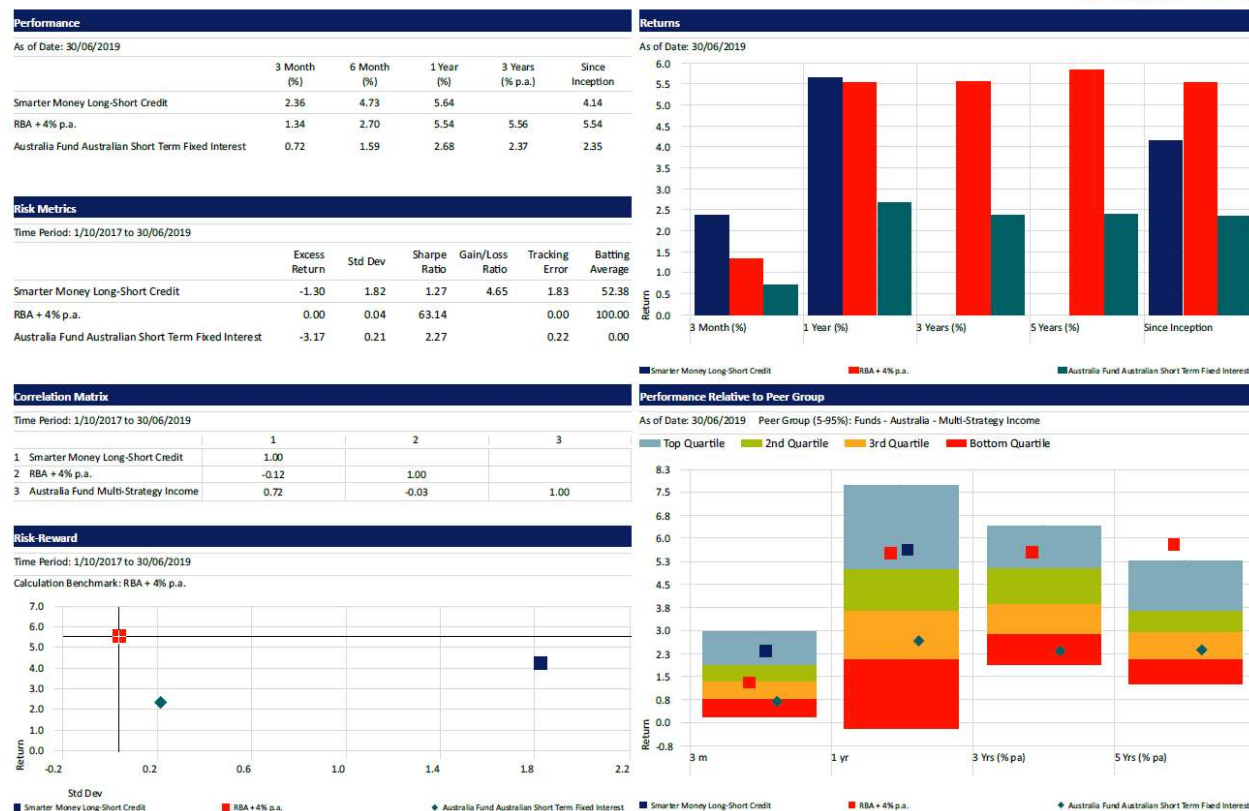 Performance
As of Date: 30/06/2019
3 Month (%) 6 Month (%) 1 Year (%) 3 Years (% p.a.) Since Inception
Smarter Money Long-Short Credit 2.36 4.73 5.64 4.14
RBA + 4% p.a. 1.34 2.70 5.54 5.56 5.54
Australia Fund Australian Short Term Fixed Interest 0.72 1.59 2.68 2.37 2.35
Risk Metrics
Time Period: 1/10/2017 to 30/06/2019
Excess Return Std Dev Sharpe Ratio Gain/Loss Ratio Tracking Error Batting Average
Smarter Money Long-Short Credit -1.30 1.82 1.27 4.65 1.83 52.38
RBA + 4% p.a. 0.00 0.04 63.14 0.00 100.00
Australia Fund Australian Short Term Fixed Interest -3.17 0.21 2.27 0.22 0.00
Correlation Matrix
Time Period: 1/10/2017 to 30/06/2019
1 2 3
1 Smarter Money Long-Short Credit 1.00
2 RBA + 4% p.a. -0.12 1.00
3 Australia Fund Multi-Strategy Income 0.72 -0.03 1.00
Risk-Reward
Time Period: 1/10/2017 to 30/06/2019
Calculation Benchmark: RBA + 4% p.a.
7.0
6.0
5.0
4.0
3.0
2.0
1.0
0.0
Return
-0.2 0.2 0.6 1.0 1.4 1.8 2.2
Std Dev
Smarter Money Long-Short Credit RBA + 4% p.a. Australia Fund Australian Short Term Fixed Interest
Returns
As of Date: 30/06/2019
6.0
5.5
5.0
4.5
4.0
3.5
3.0
2.5
2.0
1.5
1.0
0.5
0.0
Return
3 Month (%) 1 Year (%) 3 Years (%) 5 Years (%) Since Inception
Smarter Money Long-Short Credit RBA + 4% p.a. Australia Fund Australian Short Term Fixed Interest
Performance Relative to Peer Group
As of Date: 30/06/2019 Peer Group (5-95%): Funds - Australia - Multi-Strategy Income
Top Quartile 2nd Quartile 3rd Quartile Bottom Quartile
8.3
7.5
6.8
6.0
5.3
4.5
3.8
3.0
2.3
1.5
0.8
0.0
-0.8
Return
3 m 1 yr 3 Yrs (% pa) 5 Yrs (% pa)
Smarter Money Long-Short Credit RBA + 4% p.a. Australia Fund Australian Short Term Fixed Interest